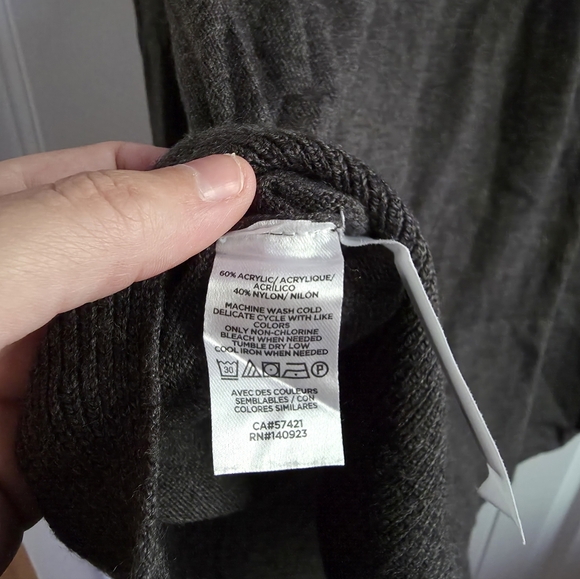 60% ACRYLIC/ ACRYLIQUE/
ACRÍLICO
40% NYLON/ NILÓN
MACHINE WASH COLD
DELICATE CYCLE WITH LIKE
COLORS
ONLY NON-CHLORINE
BLEACH WHEN NEEDED
TUMBLE DRY LOW
COOL IRON WHEN NEEDED
30 P
AVEC DES COULEURS
SEMBLABLES / CON
COLORES SIMILARES
CA#57421
RN#140923